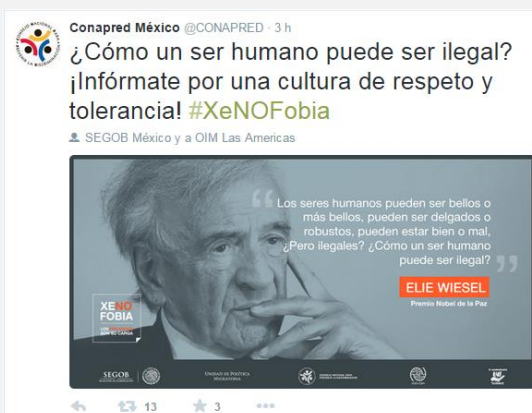 Conapred México @CONAPRED · 3 h
¿Cómo un ser humano puede ser ilegal?
¡Infórmate por una cultura de respeto y
tolerancia! #XeNOFobia
SEGOB México y a OIM Las Americas
“ Los seres humanos pueden ser bellos o
más bellos, pueden ser delgados o
robustos, pueden estar bien o mal,
¿Pero ilegales? ¿Cómo un ser humano
puede ser ilegal? ”
ELIE WIESEL
Premio Nobel de la Paz
XENO
FOBIA
SEGOB
UNIDAD DE POLÍTICA
MIGRATORIA
13
3